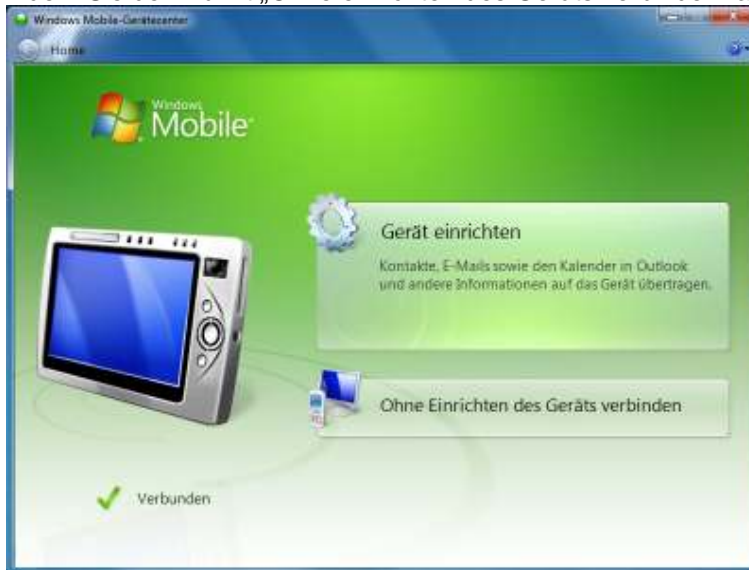 Windows Mobile-Gerätecenter
Home
Windows
Mobile
Gerät einrichten
Kontakte, E-Mails sowie den Kalender in Outlook
und andere Informationen auf das Gerät übertragen.
Ohne Einrichten des Geräts verbinden
Verbunden